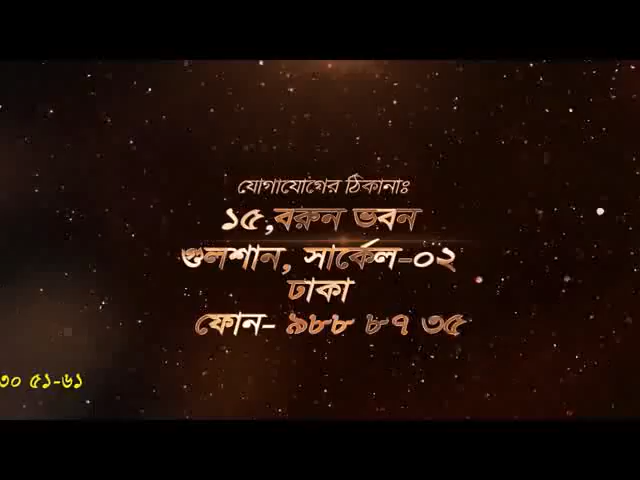 যোগাযোগের ঠিকানাঃ
১৫,বরুন ভবন
গুলশান, সার্কেল-০২
ঢাকা
ফোন- ৯৮৮ ৮৭ ৩৫
৩০ ৫১-৬১